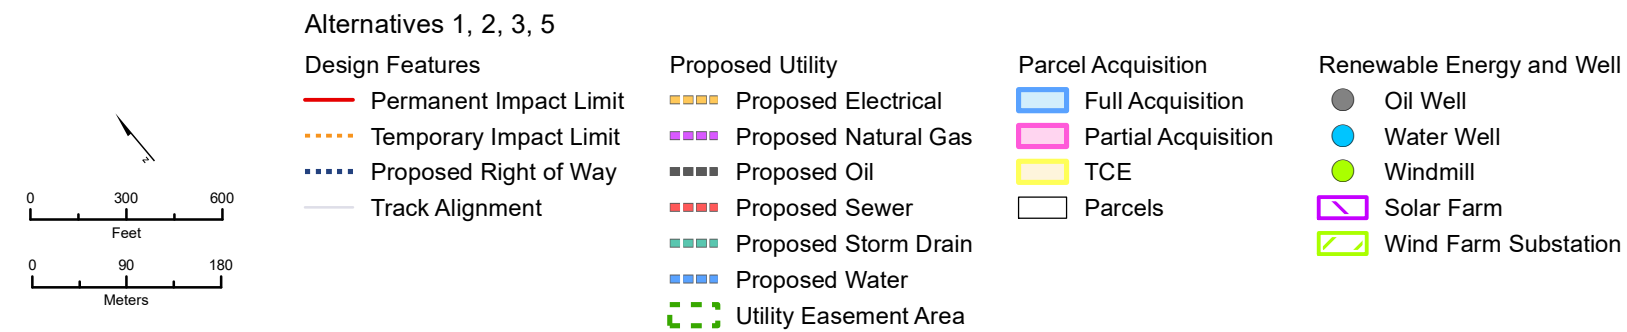 Alternatives 1, 2, 3, 5
Design Features
Permanent Impact Limit
Temporary Impact Limit
Proposed Right of Way
Track Alignment
Proposed Utility
Proposed Electrical
Proposed Natural Gas
Proposed Oil
Proposed Sewer
Proposed Storm Drain
Proposed Water
Utility Easement Area
Parcel Acquisition
Full Acquisition
Partial Acquisition
TCE
Parcels
Renewable Energy and Well
Oil Well
Water Well
Windmill
Solar Farm
Wind Farm Substation
z
0 300 600
Feet
0 90 180
Meters